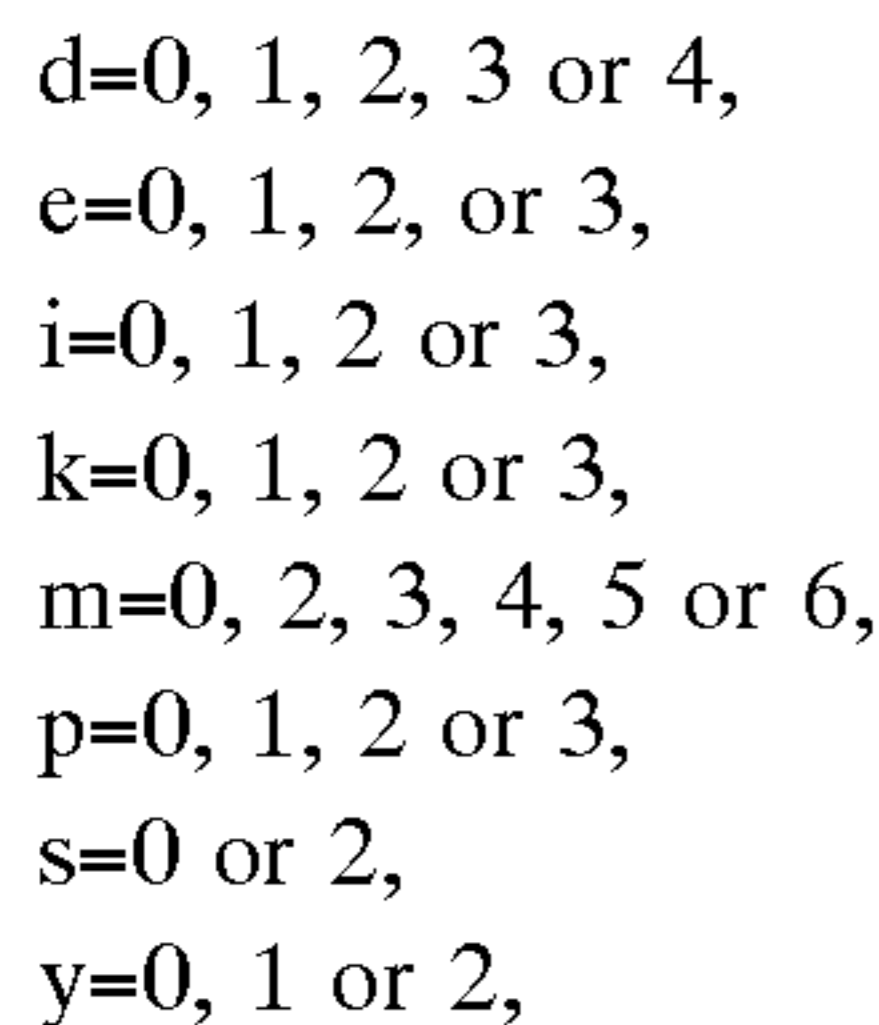 d=0, 1, 2, 3 or 4,
e=0, 1, 2, or 3,
i=0, 1, 2 or 3,
k=0, 1, 2 or 3,
m=0, 2, 3, 4, 5 or 6,
p=0, 1, 2 or 3,
s=0 or 2,
y=0, 1 or 2,